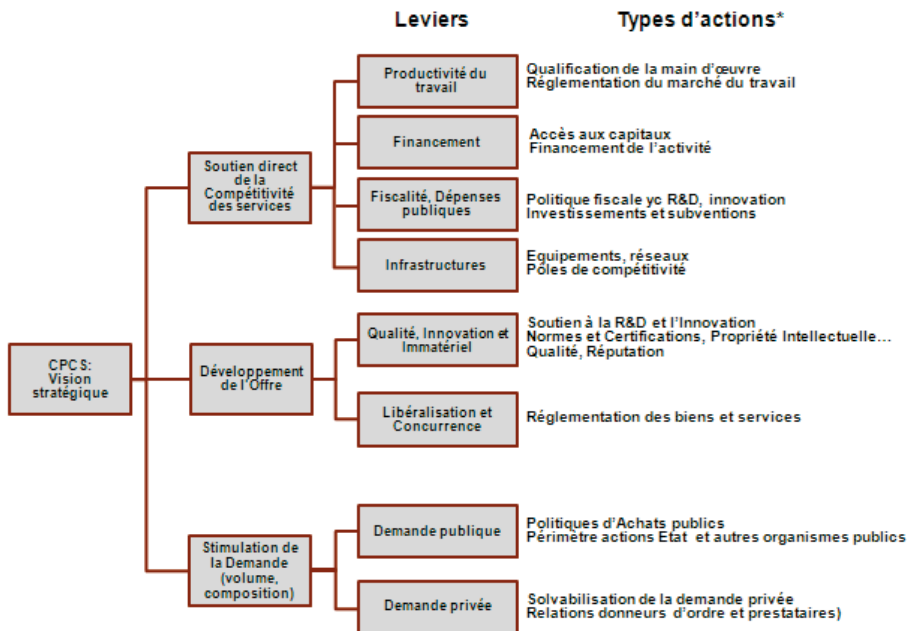 Leviers
Types d'actions*
Productivité du
travail
Qualification de la main d'œuvre
Réglementation du marché du travail
Financement
Accès aux capitaux
Financement de l'activité
Soutien direct
de la
Compétitivité
des services
Fiscalité, Dépenses
publiques
Politique fiscale yc R&D, innovation
Investissements et subventions
Infrastructures
Equipements, réseaux
Pôles de compétitivité
CPCS:
Vision
stratégique
Développement
de l'Offre
Qualité, Innovation et
Immatériel
Soutien à la R&D et l'Innovation
Normes et Certifications, Propriété Intellectuelle...
Qualité, Réputation
Libéralisation et
Concurrence
Réglementation des biens et services
Stimulation de
la Demande
(volume,
composition)
Demande publique
Politiques d'Achats publics
Périmètre actions Etat et autres organismes publics
Demande privée
Solvabilisation de la demande privée
Relations donneurs d'ordre et prestataires)